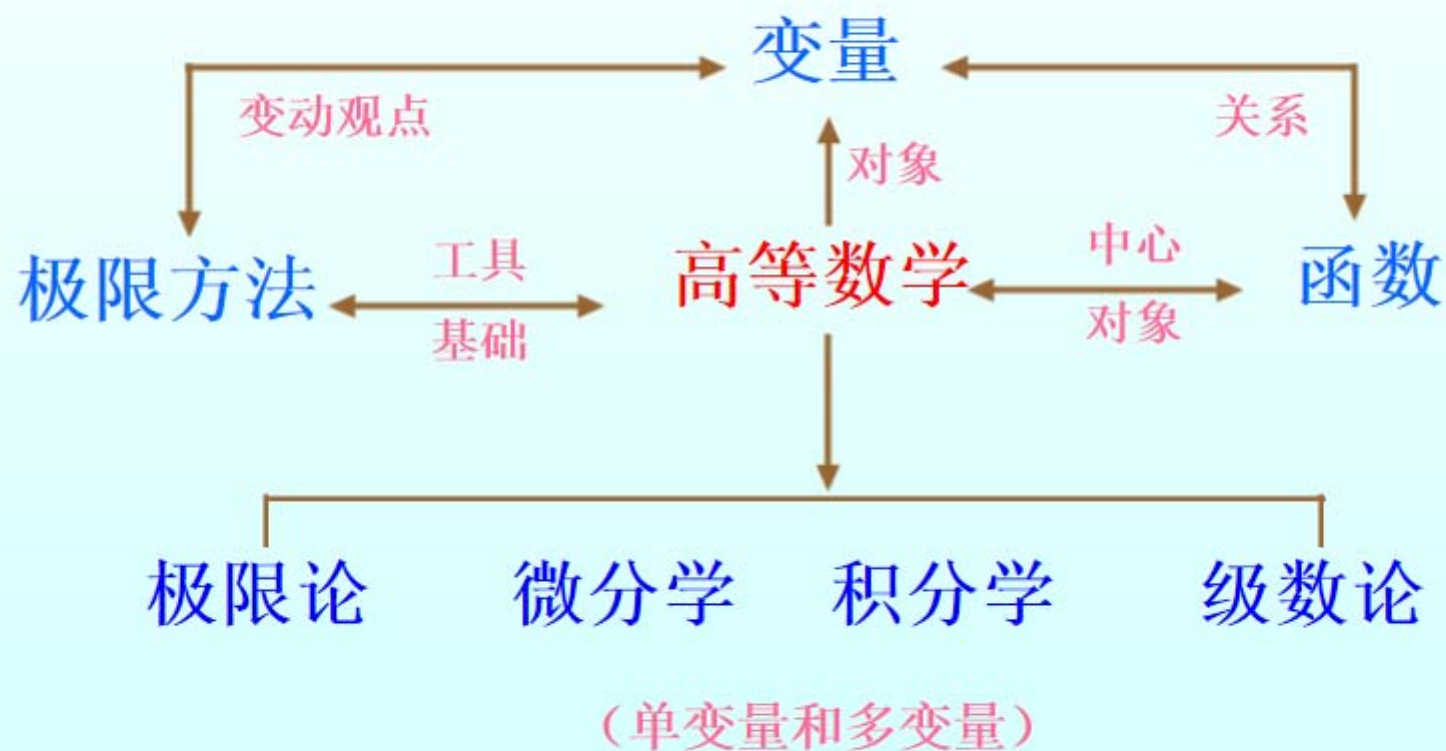 变量
变动观点
关系
对象
极限方法
工具
基础
高等数学
中心
对象
函数
极限论 微分学 积分学 级数论
（单变量和多变量）